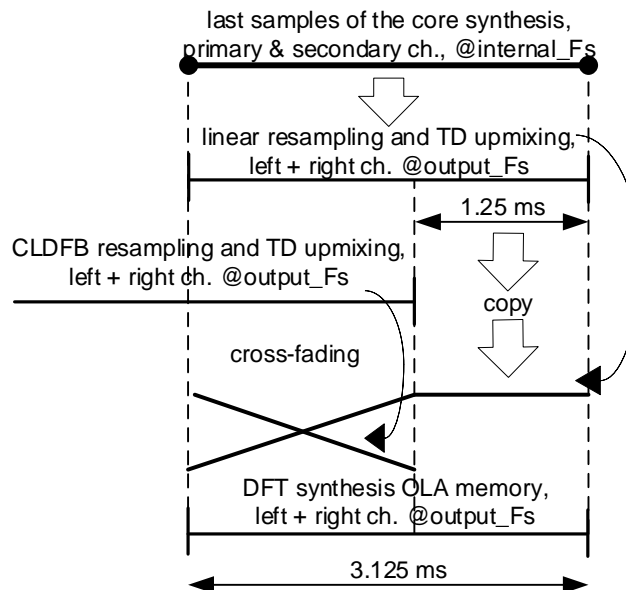 last samples of the core synthesis,
primary & secondary ch., @internal_Fs
linear resampling and TD upmixing,
left + right ch. @output_Fs
1.25 ms
CLDFB resampling and TD upmixing,
left + right ch. @output_Fs
copy
cross-fading
DFT synthesis OLA memory,
left + right ch. @output_Fs
3.125 ms